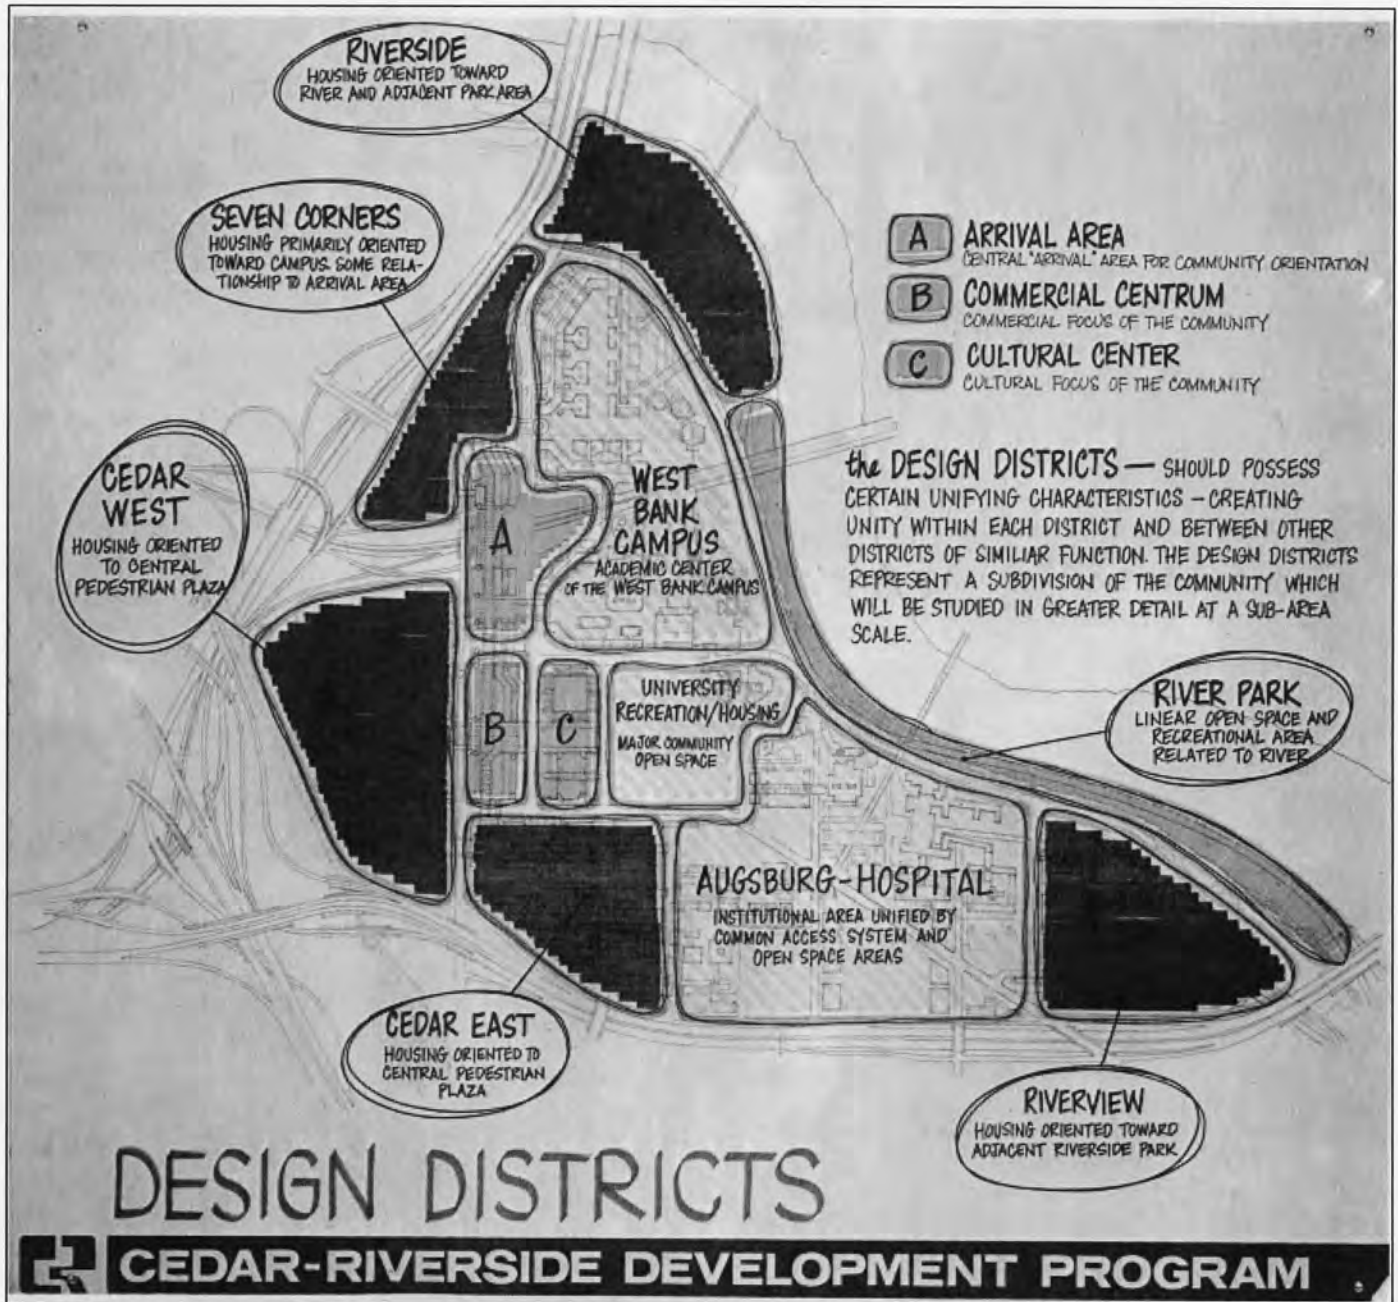 RIVERSIDE
HOUSING ORIENTED TOWARD
RIVER AND ADJACENT PARK AREA
SEVEN CORNERS
HOUSING PRIMARILY ORIENTED
TOWARD CAMPUS. SOME RELA-
TIONSHIP TO ARRIVAL AREA
A ARRIVAL AREA
CENTRAL "ARRIVAL" AREA FOR COMMUNITY ORIENTATION
B COMMERCIAL CENTRUM
COMMERCIAL FOCUS OF THE COMMUNITY
C CULTURAL CENTER
CULTURAL FOCUS OF THE COMMUNITY
CEDAR
WEST
HOUSING ORIENTED
TO CENTRAL
PEDESTRIAN PLAZA
A
WEST
BANK
CAMPUS
ACADEMIC CENTER
OF THE WEST BANK CAMPUS
the DESIGN DISTRICTS — SHOULD POSSESS
CERTAIN UNIFYING CHARACTERISTICS – CREATING
UNITY WITHIN EACH DISTRICT AND BETWEEN OTHER
DISTRICTS OF SIMILIAR FUNCTION. THE DESIGN DISTRICTS
REPRESENT A SUBDIVISION OF THE COMMUNITY WHICH
WILL BE STUDIED IN GREATER DETAIL AT A SUB-AREA
SCALE.
B
C
UNIVERSITY
RECREATION/HOUSING
MAJOR COMMUNITY
OPEN SPACE
RIVER PARK
LINEAR OPEN SPACE AND
RECREATIONAL AREA
RELATED TO RIVER
AUGSBURG-HOSPITAL
INSTITUTIONAL AREA UNIFIED BY
COMMON ACCESS SYSTEM AND
OPEN SPACE AREAS
CEDAR EAST
HOUSING ORIENTED TO
CENTRAL PEDESTRIAN
PLAZA
RIVERVIEW
HOUSING ORIENTED TOWARD
ADJACENT RIVERSIDE PARK
DESIGN DISTRICTS
CEDAR-RIVERSIDE DEVELOPMENT PROGRAM